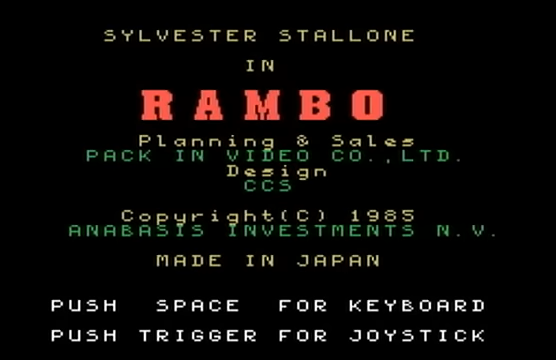 SYLVESTER STALLONE
IN
RAMBO
Planning & Sales
PACK IN VIDEO CO.,LTD.
Design
CCS
Copyright(C) 1985
ANABASIS INVESTMENTS N.V.
MADE IN JAPAN
PUSH SPACE FOR KEYBOARD
PUSH TRIGGER FOR JOYSTICK